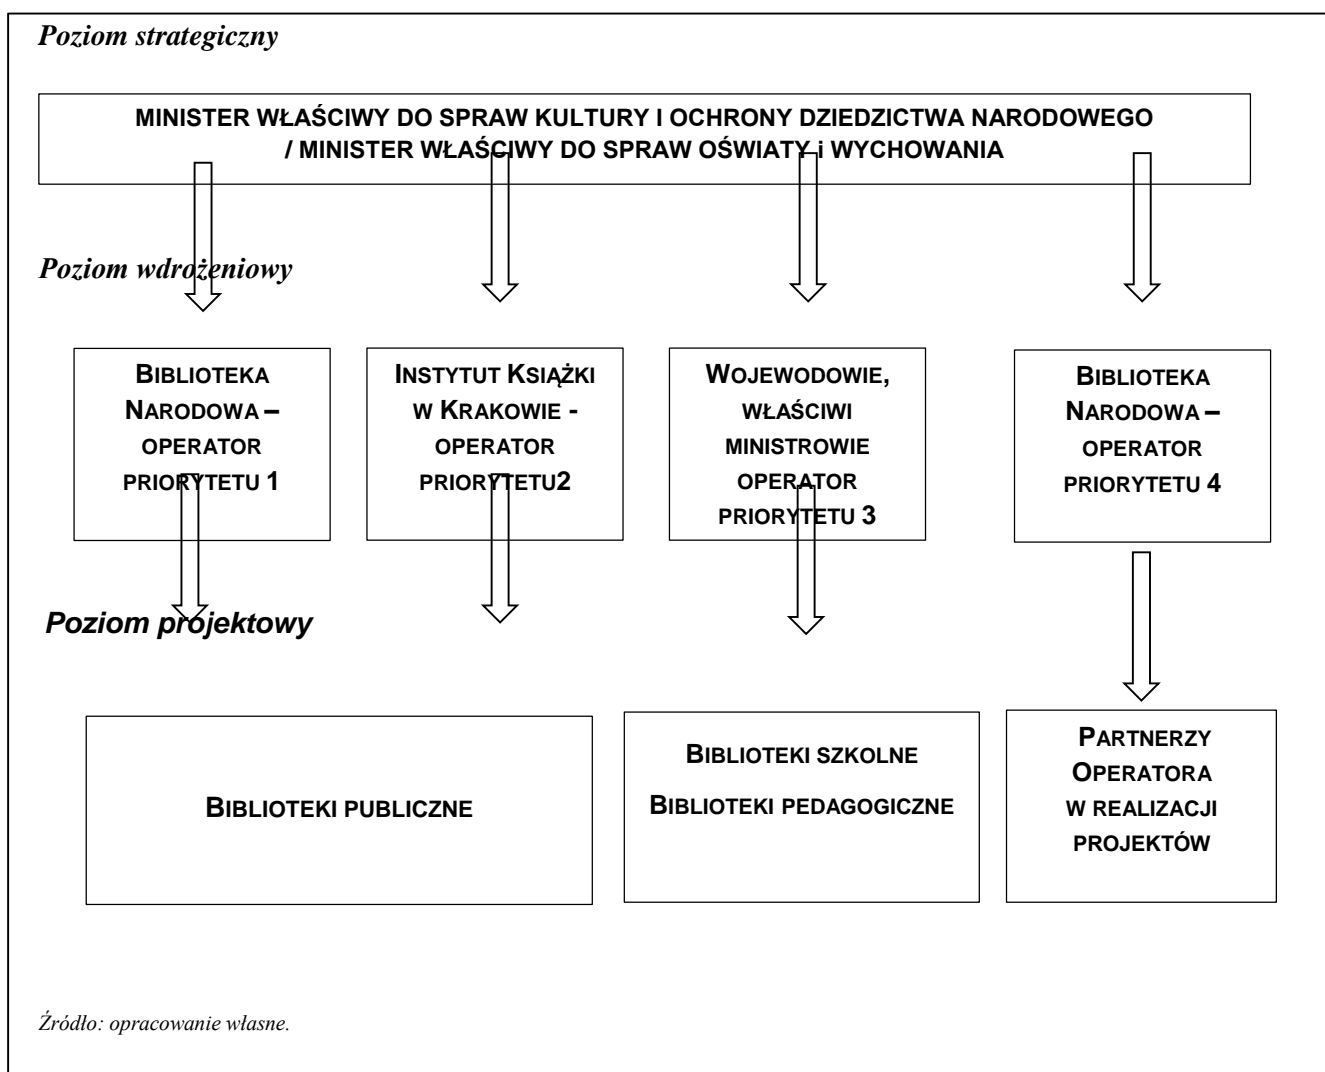 Poziom strategiczny
MINISTER WŁAŚCIWY DO SPRAW KULTURY I OCHRONY DZIEDZICTWA NARODOWEGO
/ MINISTER WŁAŚCIWY DO SPRAW OŚWIATY i WYCHOWANIA
Poziom wdrożeniowy
BIBLIOTEKA
NARODOWA –
OPERATOR
PRIORYTETU 1
INSTYTUT KSIĄŻKI
W KRAKOWIE -
OPERATOR
PRIORYTETU2
WOJEWODOWIE,
WŁAŚCIWI
MINISTROWIE
OPERATOR
PRIORYTETU 3
BIBLIOTEKA
NARODOWA –
OPERATOR
PRIORYTETU 4
Poziom projektowy
BIBLIOTEKI PUBLICZNE
BIBLIOTEKI SZKOLNE
BIBLIOTEKI PEDAGOGICZNE
PARTNERZY
OPERATORA
W REALIZACJI
PROJEKTÓW
Źródło: opracowanie własne.